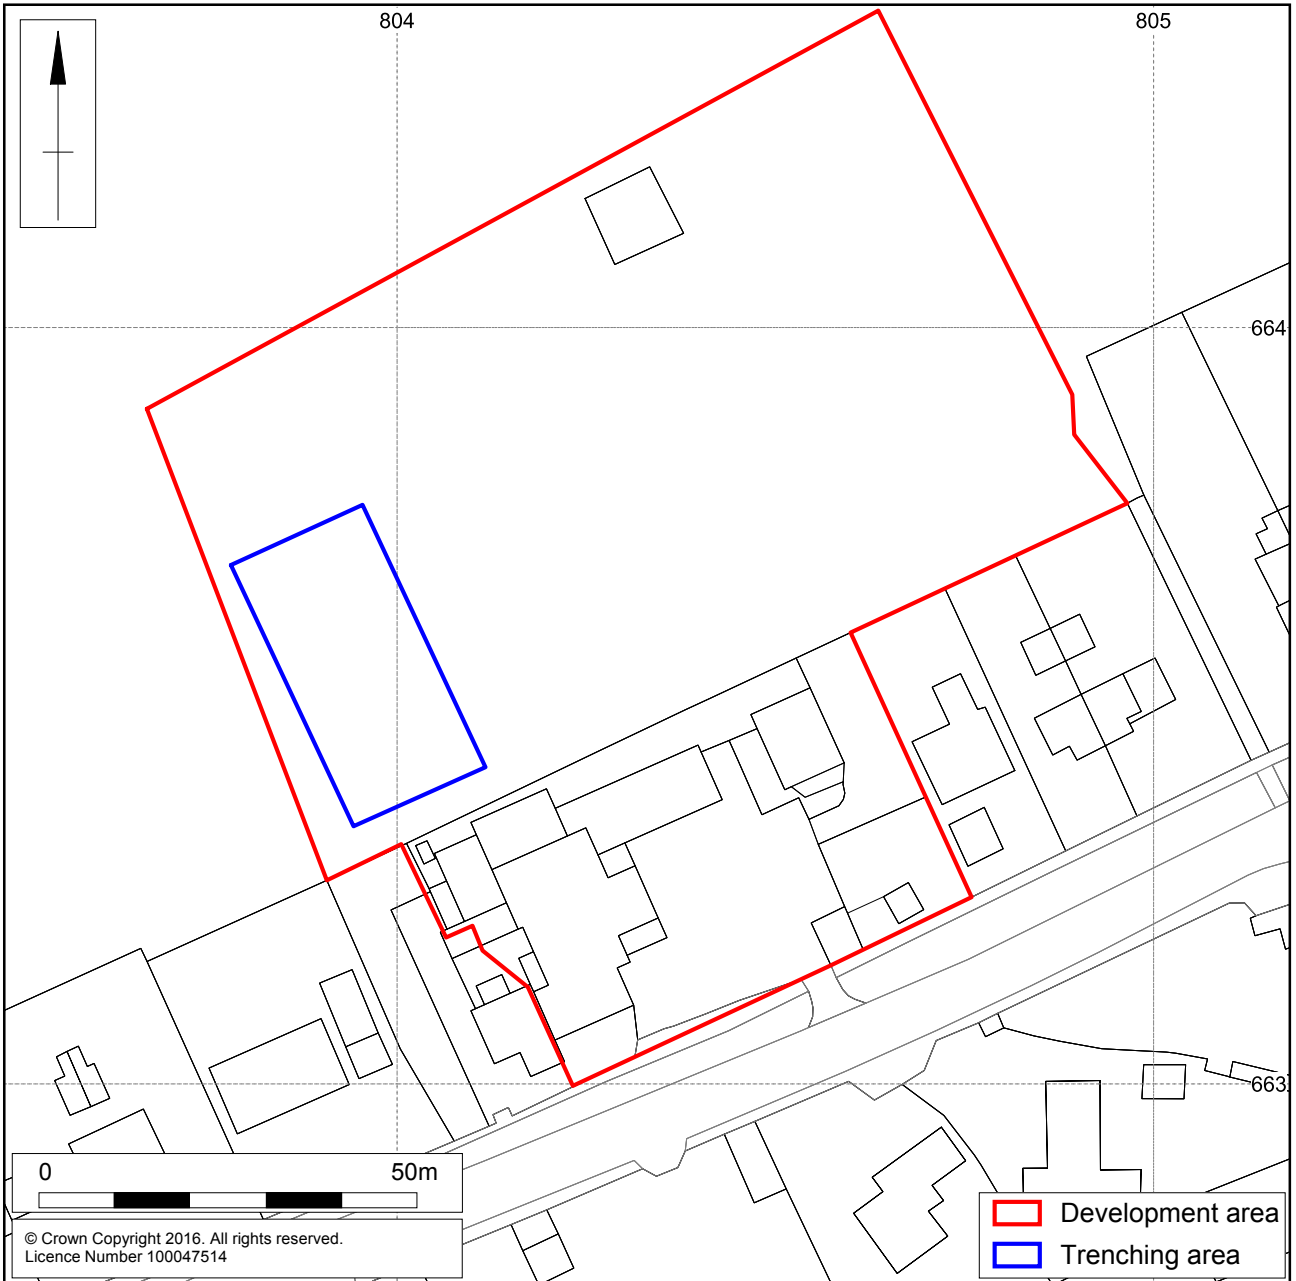 804
805
664
663
0
50m
© Crown Copyright 2016. All rights reserved.
Licence Number 100047514
Development area
Trenching area